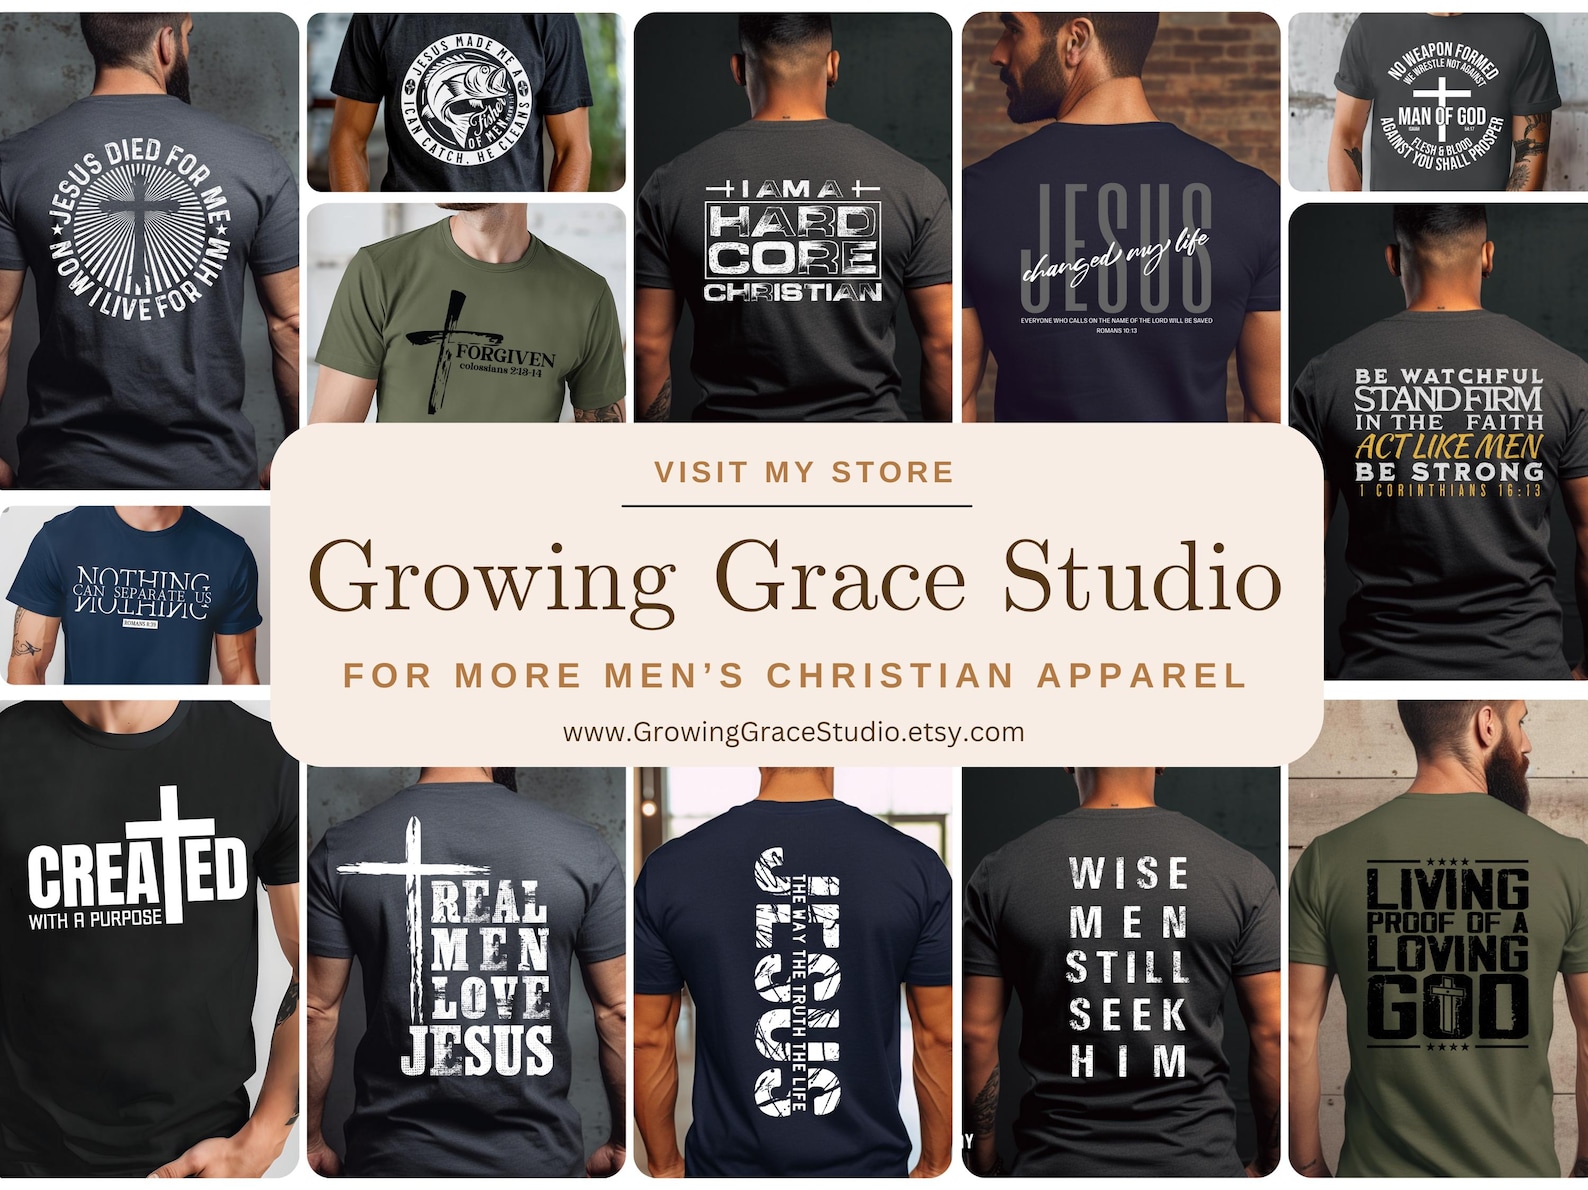 JESUS DIED FOR ME
NOW I LIVE FOR HIM
JESUS MADE ME A
Fisher
OF MEN
MARK 1:17
I CAN CATCH, HE CLEANS
I AM A
HARD
CORE
CHRISTIAN
JESUS
changed my life
EVERYONE WHO CALLS ON THE NAME OF THE LORD WILL BE SAVED
ROMANS 10:13
NO WEAPON FORMED
WE WRESTLE NOT AGAINST
MAN OF GOD
ISAIAH 54:17
FLESH & BLOOD
AGAINST YOU SHALL PROSPER
FORGIVEN
colossians 2:13-14
BE WATCHFUL
STAND FIRM
IN THE FAITH
ACT LIKE MEN
BE STRONG
1 CORINTHIANS 16:13
VISIT MY STORE
Growing Grace Studio
FOR MORE MEN’S CHRISTIAN APPAREL
www.GrowingGraceStudio.etsy.com
NOTHING
CAN SEPARATE US
NOTHING
ROMANS 8:39
CREATED
WITH A PURPOSE
REAL
MEN
LOVE
JESUS
JESUS
THE WAY THE TRUTH THE LIFE
WISE
MEN
STILL
SEEK
HIM
LIVING
PROOF OF A
LOVING
GOD